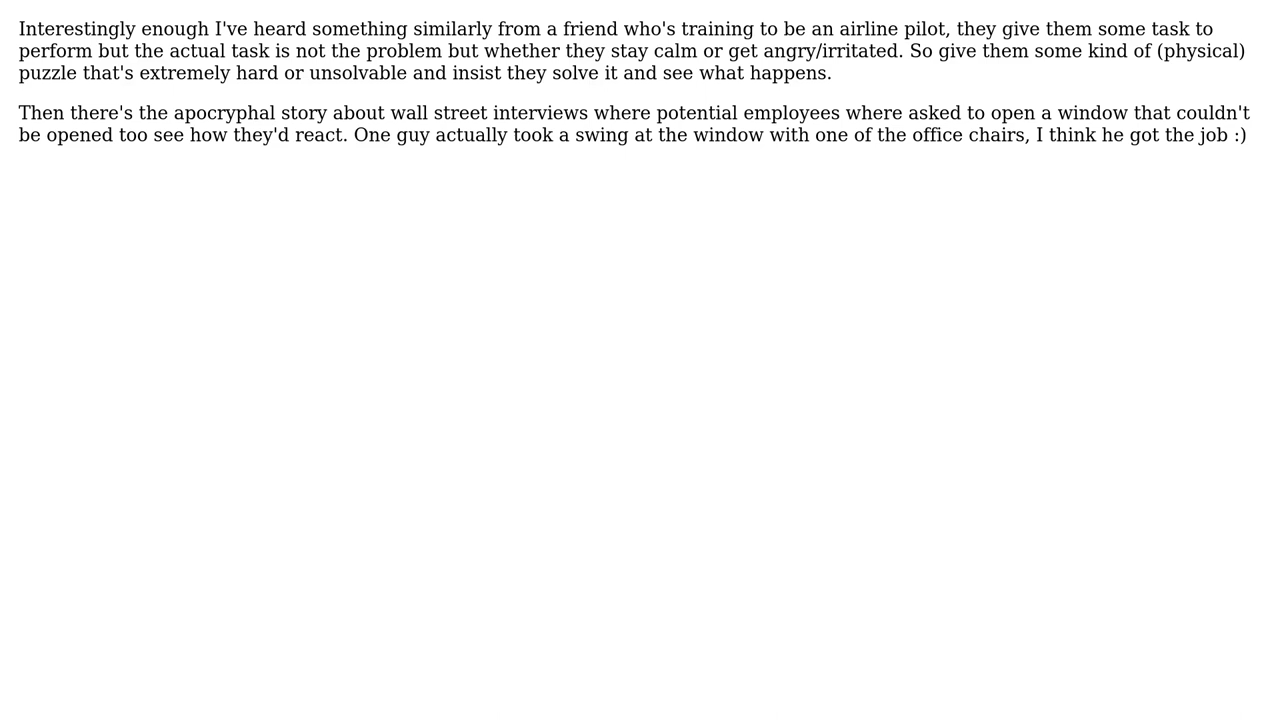 Interestingly enough I've heard something similarly from a friend who's training to be an airline pilot, they give them some task to
perform but the actual task is not the problem but whether they stay calm or get angry/irritated. So give them some kind of (physical)
puzzle that's extremely hard or unsolvable and insist they solve it and see what happens.
Then there's the apocryphal story about wall street interviews where potential employees where asked to open a window that couldn't
be opened too see how they'd react. One guy actually took a swing at the window with one of the office chairs, I think he got the job :)